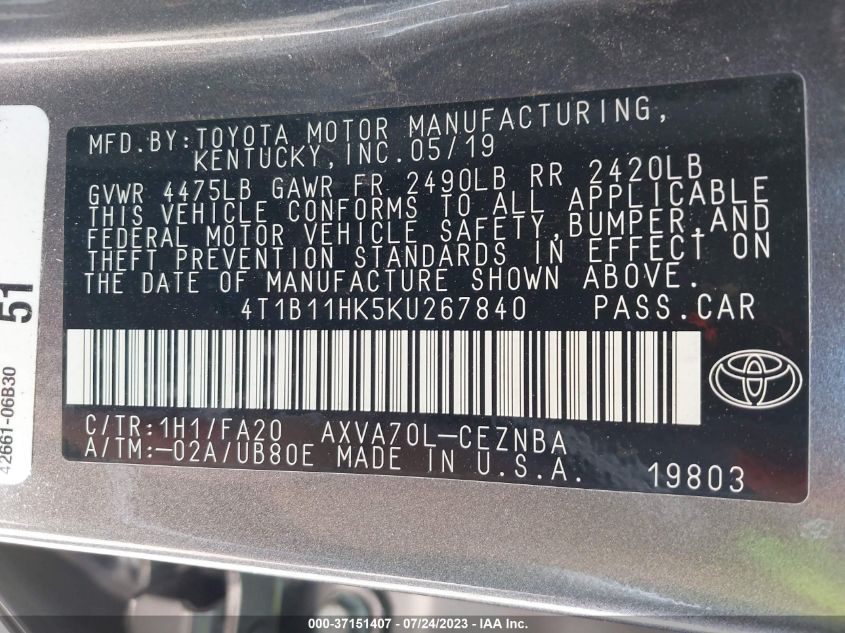 MFD.BY:TOYOTA MOTOR MANUFACTURING,
KENTUCKY,INC.05/19
GVWR 4475LB GAWR FR 2490LB RR 2420LB
THIS VEHICLE CONFORMS TO ALL APPLICABLE
FEDERAL MOTOR VEHICLE SAFETY,BUMPER,AND
THEFT PREVENTION STANDARDS IN EFFECT ON
THE DATE OF MANUFACTURE SHOWN ABOVE.
4T1B11HK5KU267840 PASS.CAR
C/TR:1H1/FA20 AXVA70L-CEZNBA
A/TM:-02A/UB80E MADE IN U.S.A. 19803
51
42661-06B30
000-37151407 - 07/24/2023 - IAA Inc.